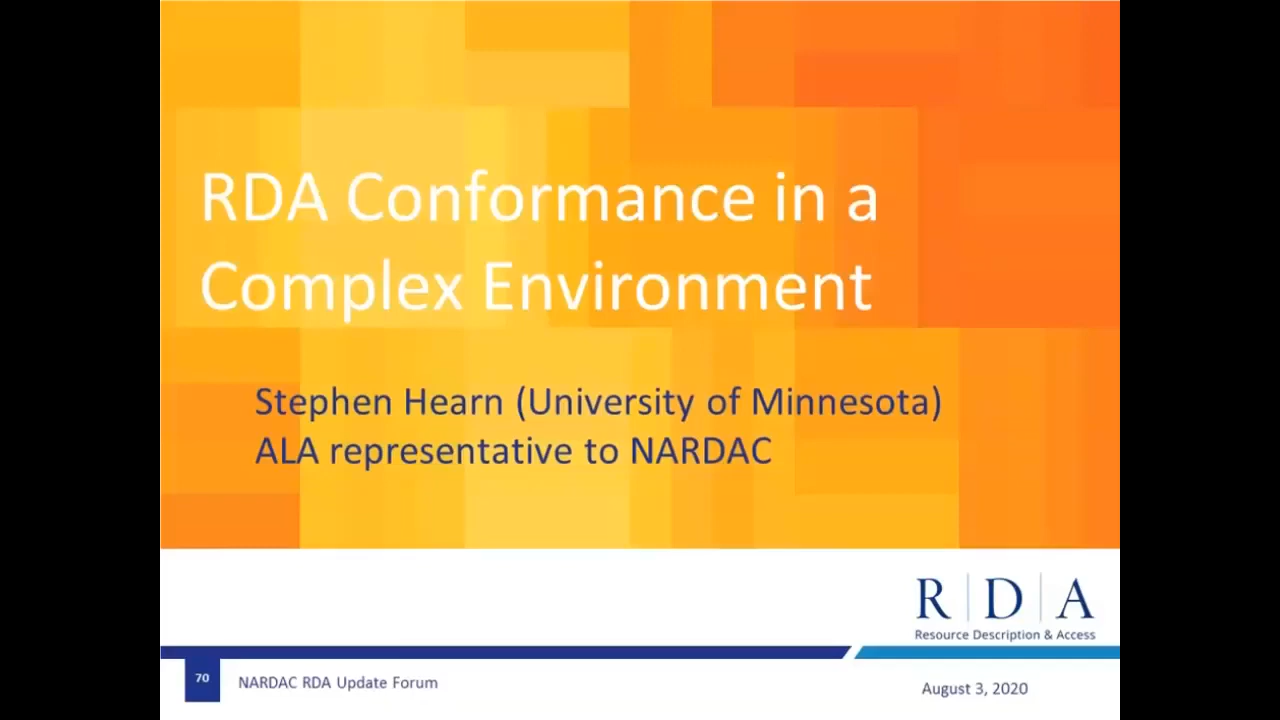 RDA Conformance in a
Complex Environment
Stephen Hearn (University of Minnesota)
ALA representative to NARDAC
R|D|A
Resource Description & Access
70
NARDAC RDA Update Forum
August 3, 2020